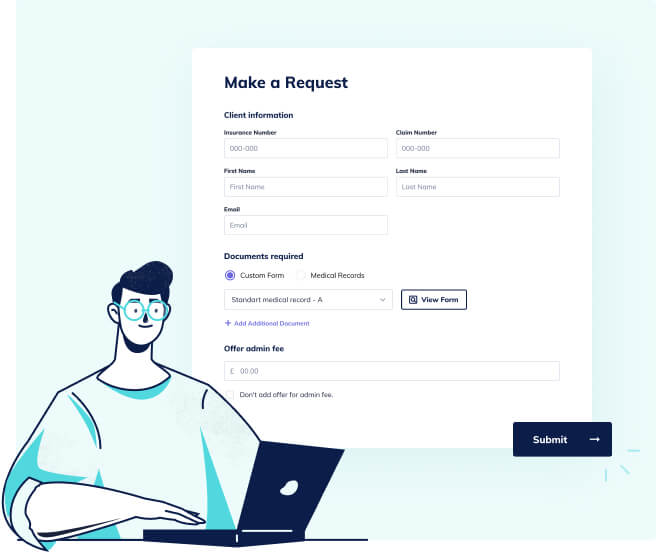 Make a Request
Client information
Insurance Number Claim Number
000-000 000-000
First Name Last Name
First Name Last Name
Email
Email
Documents required
Custom Form Medical Records
Standart medical record - A View Form
+ Add Additional Document
Offer admin fee
£ 00.00
Don't add offer for admin fee.
Submit →